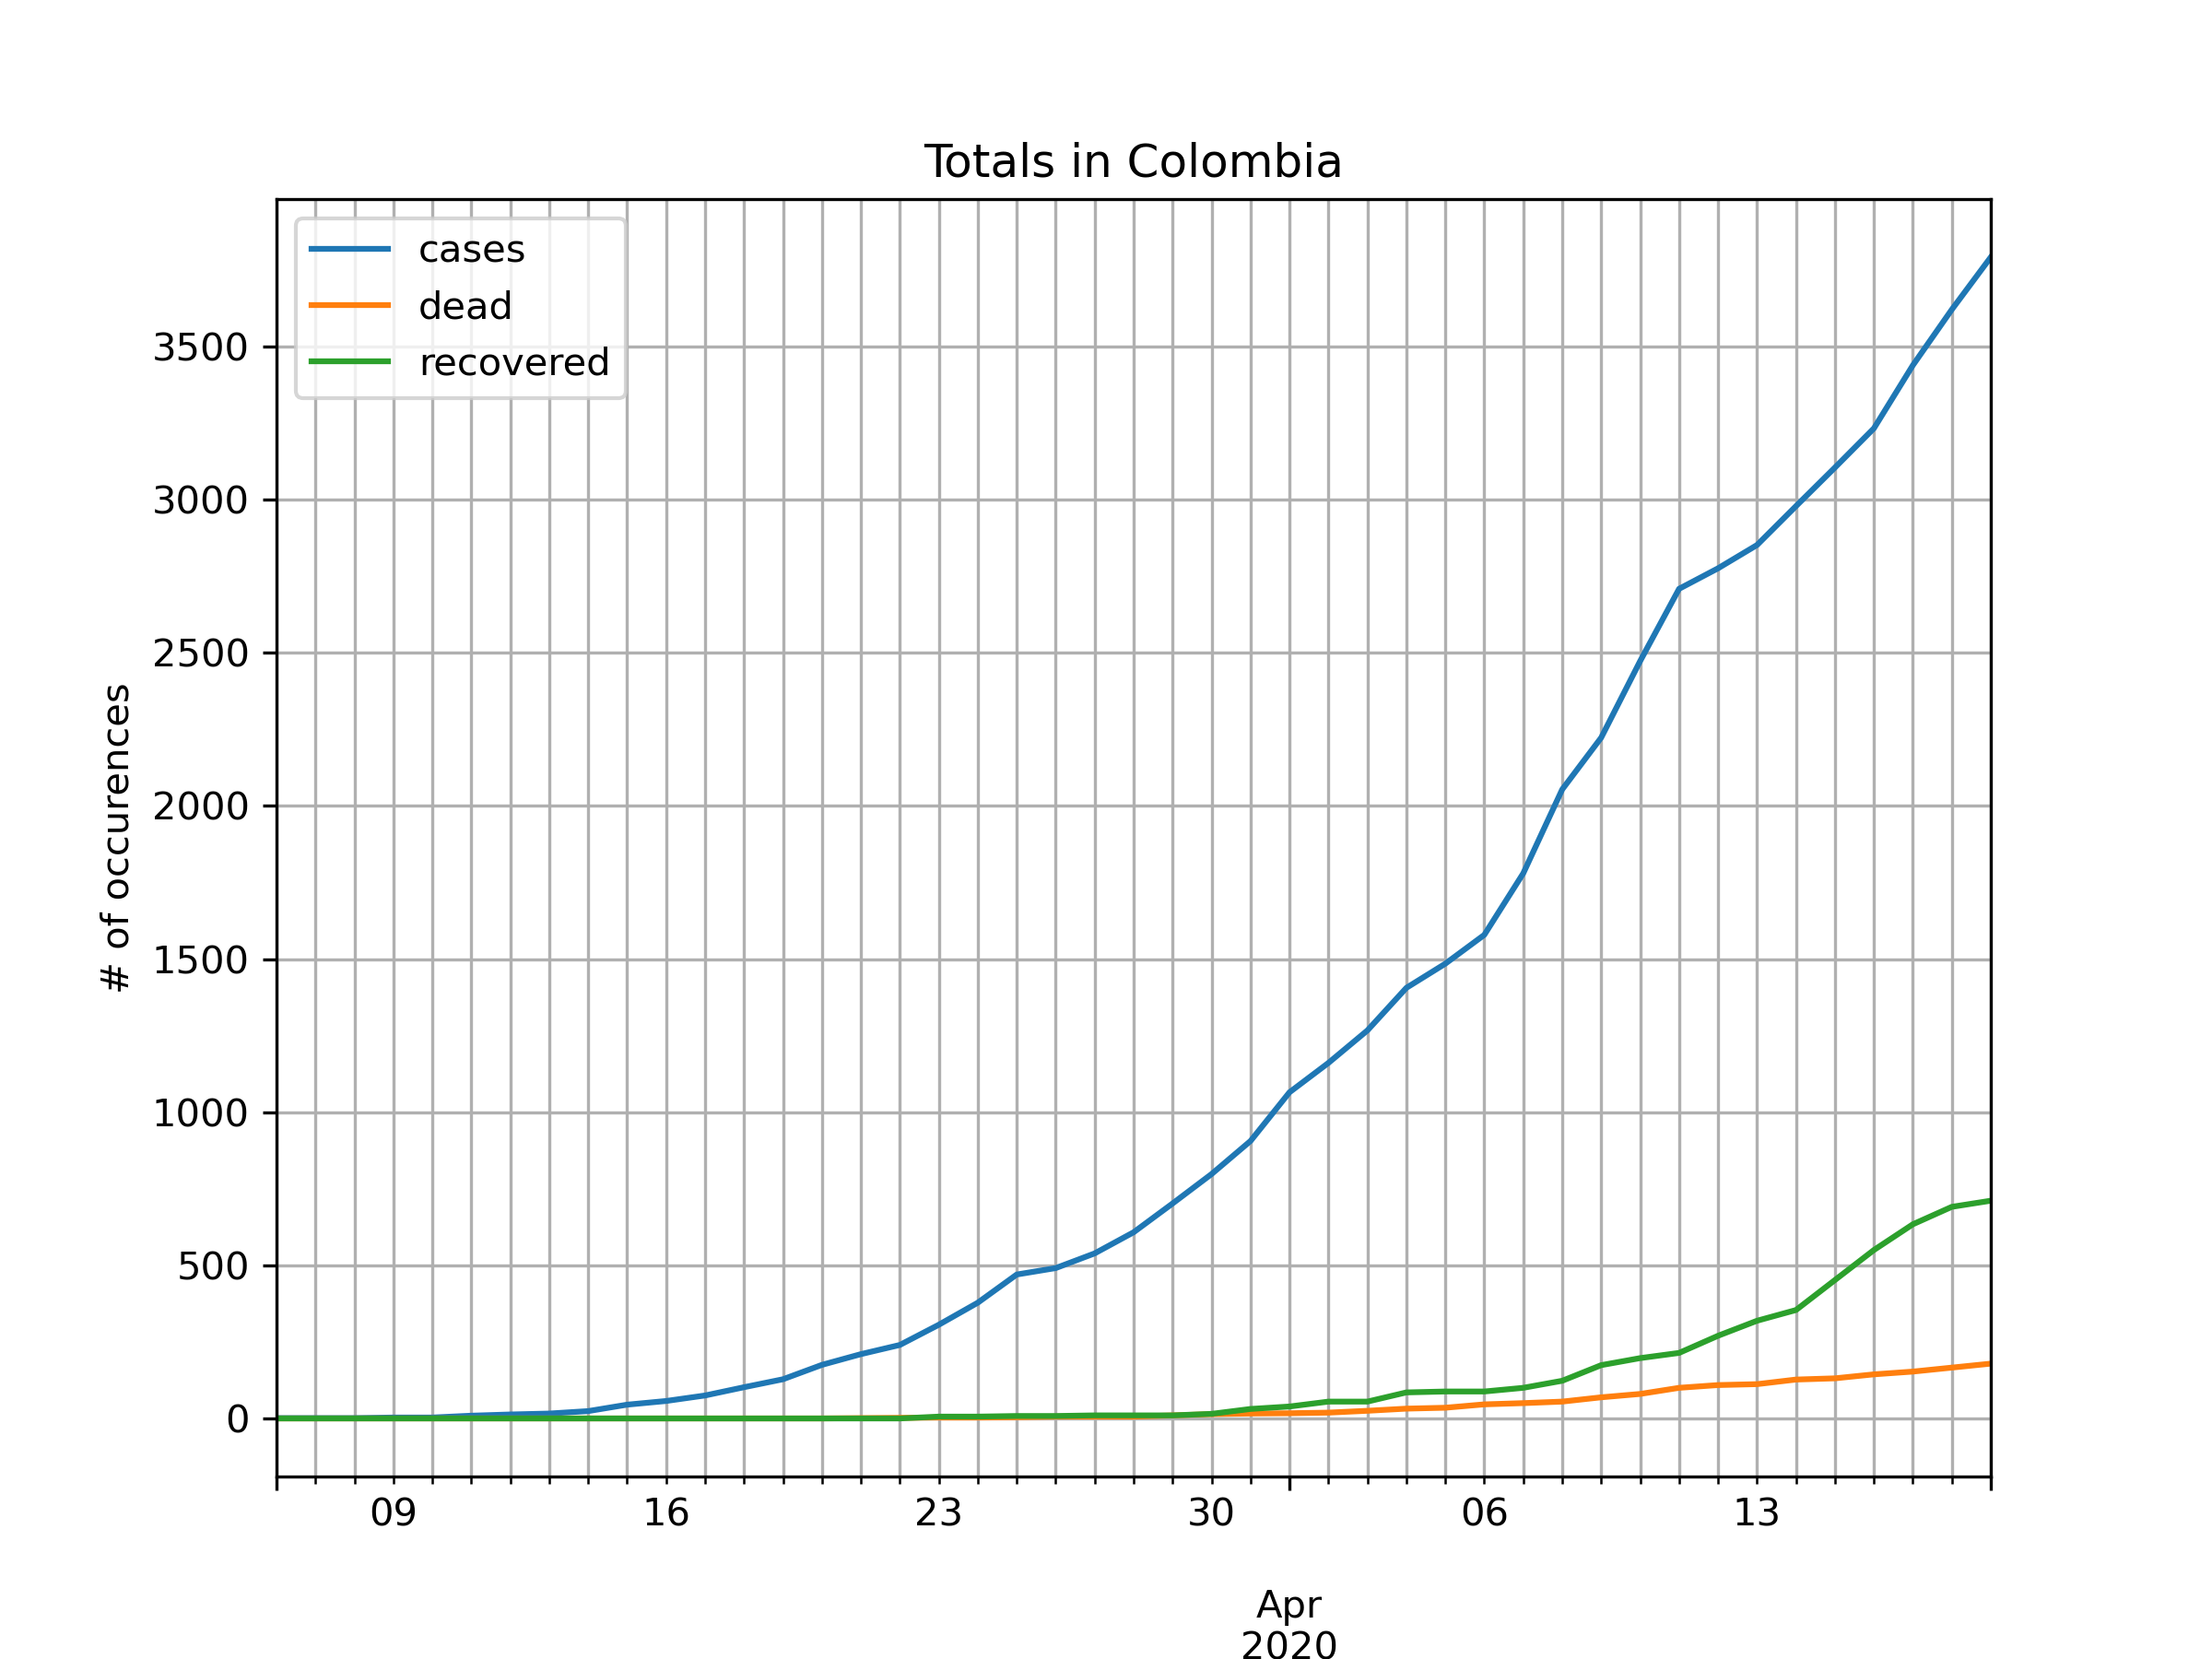 Totals in Colombia
cases
dead
recovered
# of occurences
3500
3000
2500
2000
1500
1000
500
0
09 16 23 30 06 13
Apr
2020